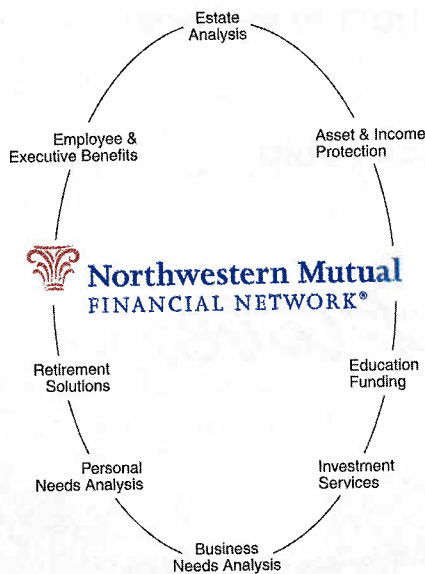 Estate
Analysis
Employee &
Executive Benefits
Asset & Income
Protection
Northwestern Mutual
FINANCIAL NETWORK®
Retirement
Solutions
Education
Funding
Personal
Needs Analysis
Investment
Services
Business
Needs Analysis